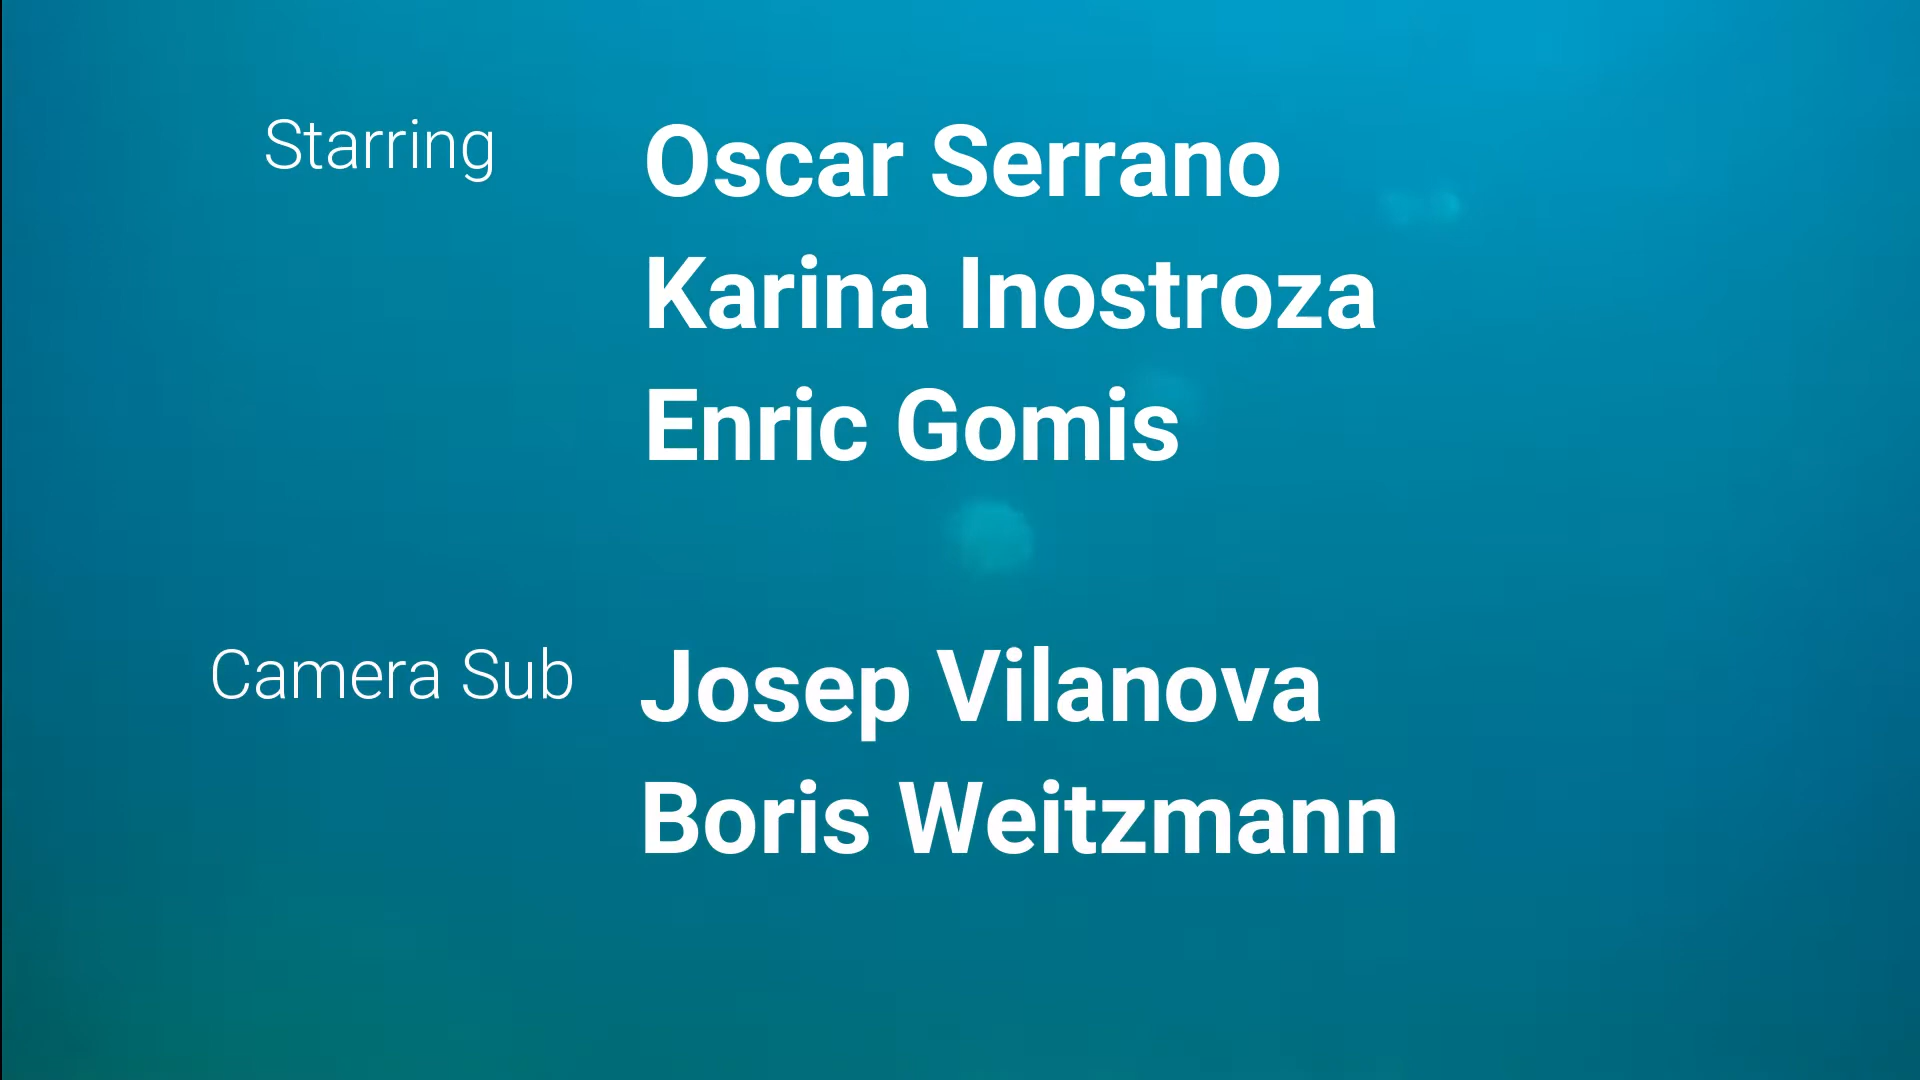 Starring Oscar Serrano
Karina Inostroza
Enric Gomis
Camera Sub Josep Vilanova
Boris Weitzmann